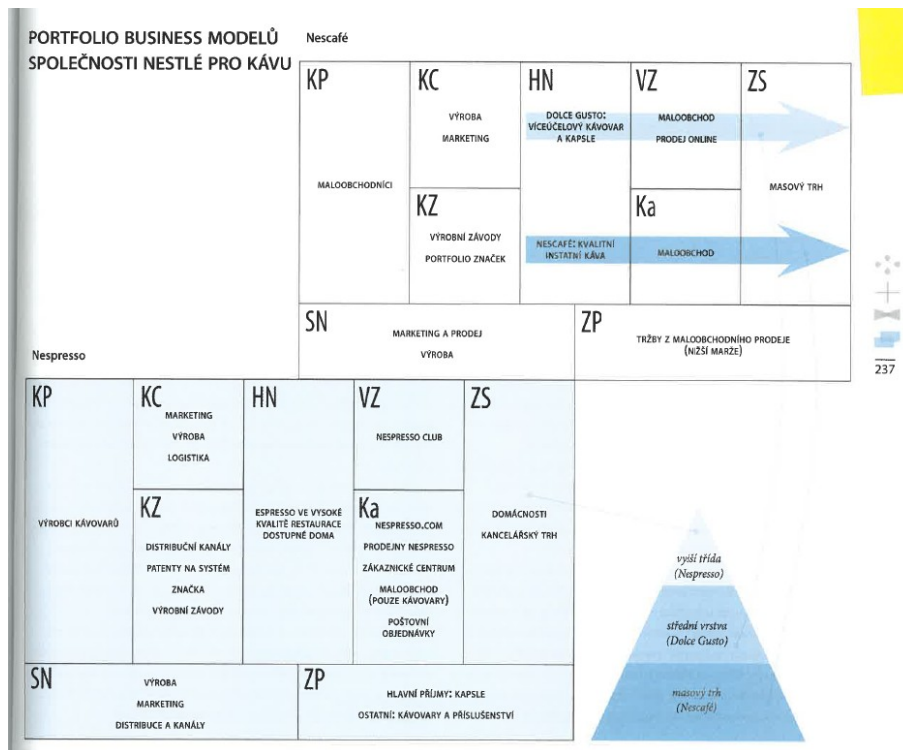 PORTFOLIO BUSINESS MODELŮ
SPOLEČNOSTI NESTLÉ PRO KÁVU
Nescafé
KP
MALOOBCHODNÍCI
KC
VÝROBA
MARKETING
KZ
VÝROBNÍ ZÁVODY
PORTFOLIO ZNAČEK
HN
DOLCE GUSTO:
VÍCEÚČELOVÝ KÁVOVAR
A KAPSLE
NESCAFÉ: KVALITNÍ
INSTATNÍ KÁVA
VZ
MALOOBCHOD
PRODEJ ONLINE
Ka
MALOOBCHOD
ZS
MASOVÝ TRH
SN
MARKETING A PRODEJ
VÝROBA
ZP
TRŽBY Z MALOOBCHODNÍHO PRODEJE
(NIŽŠÍ MARŽE)
237
Nespresso
KP
VÝROBCI KÁVOVARŮ
KC
MARKETING
VÝROBA
LOGISTIKA
KZ
DISTRIBUČNÍ KANÁLY
PATENTY NA SYSTÉM
ZNAČKA
VÝROBNÍ ZÁVODY
HN
ESPRESSO VE VYSOKÉ
KVALITĚ RESTAURACE
DOSTUPNÉ DOMA
VZ
NESPRESSO CLUB
Ka
NESPRESSO.COM
PRODEJNY NESPRESSO
ZÁKAZNICKÉ CENTRUM
MALOOBCHOD
(POUZE KÁVOVARY)
POŠTOVNÍ
OBJEDNÁVKY
ZS
DOMÁCNOSTI
KANCELÁŘSKÝ TRH
SN
VÝROBA
MARKETING
DISTRIBUCE A KANÁLY
ZP
HLAVNÍ PŘÍJMY: KAPSLE
OSTATNÍ: KÁVOVARY A PŘÍSLUŠENSTVÍ
vyšší třída
(Nespresso)
střední vrstva
(Dolce Gusto)
masový trh
(Nescafé)